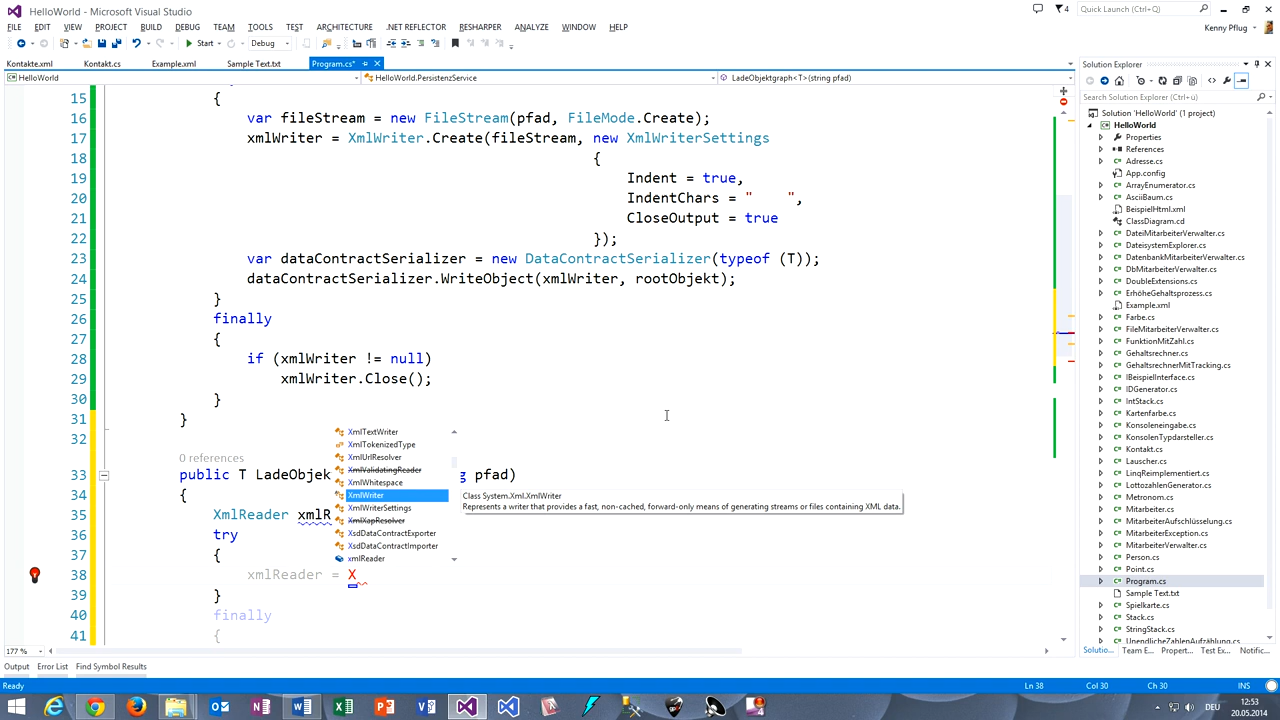 HelloWorld - Microsoft Visual Studio
4
Quick Launch (Ctrl+Q)
FILE EDIT VIEW PROJECT BUILD DEBUG TEAM TOOLS TEST ARCHITECTURE .NET REFLECTOR RESHARPER ANALYZE WINDOW HELP
Kenny Pflug
Start Debug
Kontakte.xml Kontakt.cs Example.xml Sample Text.txt Program.cs*
HelloWorld HelloWorld.PersistenzService LadeObjektgraph<T>(string pfad)
15 {
16 var fileStream = new FileStream(pfad, FileMode.Create);
17 xmlWriter = XmlWriter.Create(fileStream, new XmlWriterSettings
18 {
19 Indent = true,
20 IndentChars = "    ",
21 CloseOutput = true
22 });
23 var dataContractSerializer = new DataContractSerializer(typeof (T));
24 dataContractSerializer.WriteObject(xmlWriter, rootObjekt);
25 }
26 finally
27 {
28 if (xmlWriter != null)
29 xmlWriter.Close();
30 }
31 }
32
0 references
33 public T LadeObjek g pfad)
34 {
35 XmlReader xmlR
36 try
37 {
38 xmlReader = X
39 }
40 finally
41 {
XmlTextWriter
XmlTokenizedType
XmlUrlResolver
XmlValidatingReader
XmlWhitespace
XmlWriter
XmlWriterSettings
XmlXapResolver
XsdDataContractExporter
XsdDataContractImporter
xmlReader
Class System.Xml.XmlWriter
Represents a writer that provides a fast, non-cached, forward-only means of generating streams or files containing XML data.
177 %
Output Error List Find Symbol Results
Ready Ln 38 Col 30 Ch 30 INS
Solution Explorer
Search Solution Explorer (Ctrl+ü)
Solution 'HelloWorld' (1 project)
HelloWorld
Properties
References
Adresse.cs
App.config
ArrayEnumerator.cs
AsciiBaum.cs
BeispielHtml.xml
ClassDiagram.cd
DateiMitarbeiterVerwalter.cs
DateisystemExplorer.cs
DatenbankMitarbeiterVerwalter.cs
DbMitarbeiterVerwalter.cs
DoubleExtensions.cs
ErhöheGehaltsprozess.cs
Example.xml
Farbe.cs
FileMitarbeiterVerwalter.cs
FunktionMitZahl.cs
Gehaltsrechner.cs
GehaltsrechnerMitTracking.cs
IBeispielInterface.cs
IDGenerator.cs
IntStack.cs
Kartenfarbe.cs
Konsoleneingabe.cs
KonsolenTypdarsteller.cs
Kontakt.cs
Lauscher.cs
LinqReimplementiert.cs
LottozahlenGenerator.cs
Metronom.cs
Mitarbeiter.cs
MitarbeiterAufschlüsselung.cs
MitarbeiterException.cs
MitarbeiterVerwalter.cs
Person.cs
Point.cs
Program.cs
Sample Text.txt
Spielkarte.cs
Stack.cs
StringStack.cs
UnendlicheZahlenAufzählung.cs
Solutio... Team E... Propert... Test Ex... Notific...
DEU
12:53
20.05.2014